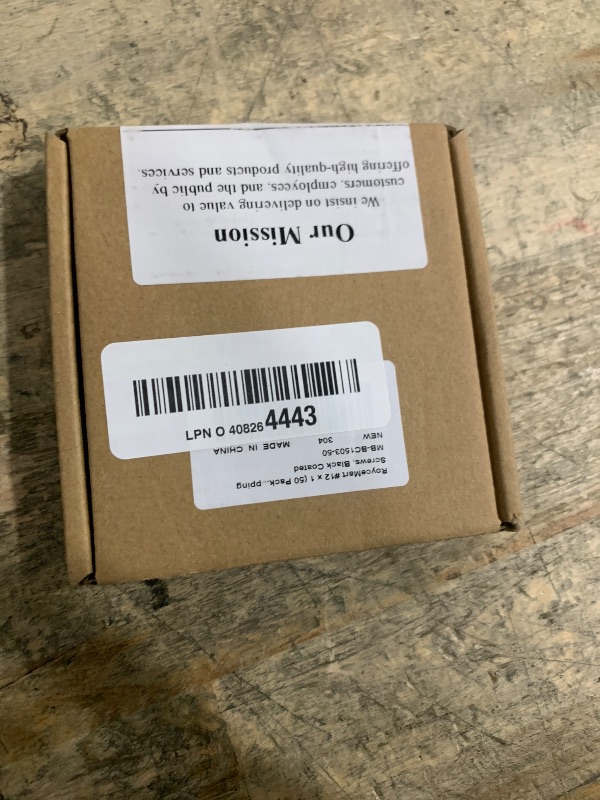 Our Mission
We insist on delivering value to
customers, employees, and the public by
offering high-quality products and services.
LPN O 408264443
RoyceMart #12 x 1 (50 Pack...pping
Screws, Black Coated
MB-BC1503-50
NEW 304 MADE IN CHINA